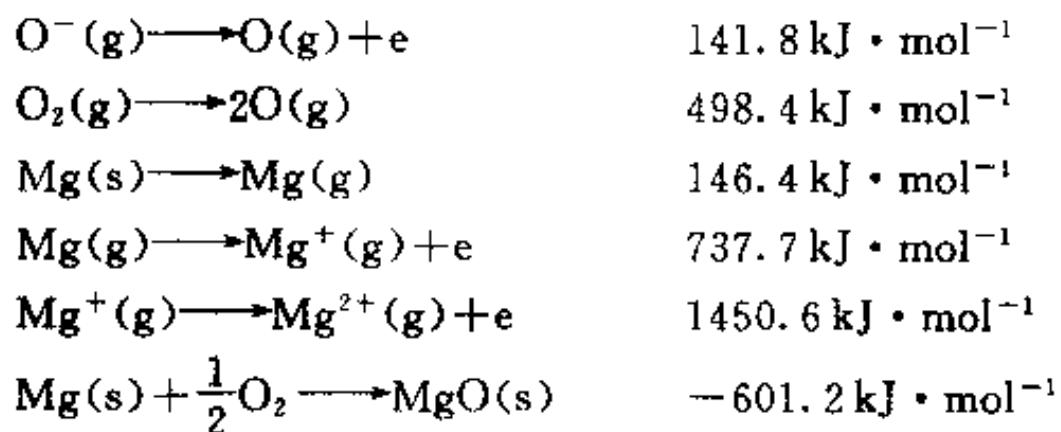 O⁻(g)⟶O(g)+e 141.8 kJ·mol⁻¹
O₂(g)⟶2O(g) 498.4 kJ·mol⁻¹
Mg(s)⟶Mg(g) 146.4 kJ·mol⁻¹
Mg(g)⟶Mg⁺(g)+e 737.7 kJ·mol⁻¹
Mg⁺(g)⟶Mg²⁺(g)+e 1450.6 kJ·mol⁻¹
Mg(s)+1/2O₂⟶MgO(s) −601.2 kJ·mol⁻¹